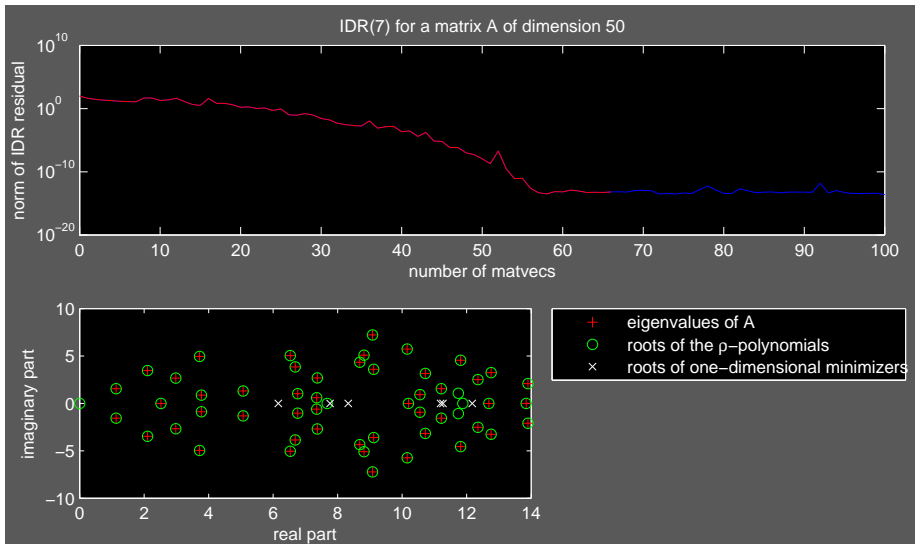 IDR(7) for a matrix A of dimension 50
norm of IDR residual
10^10
10^0
10^−10
10^−20
0 10 20 30 40 50 60 70 80 90 100
number of matvecs
imaginary part
10
5
0
−5
−10
0 2 4 6 8 10 12 14
real part
eigenvalues of A
roots of the ρ−polynomials
roots of one−dimensional minimizers